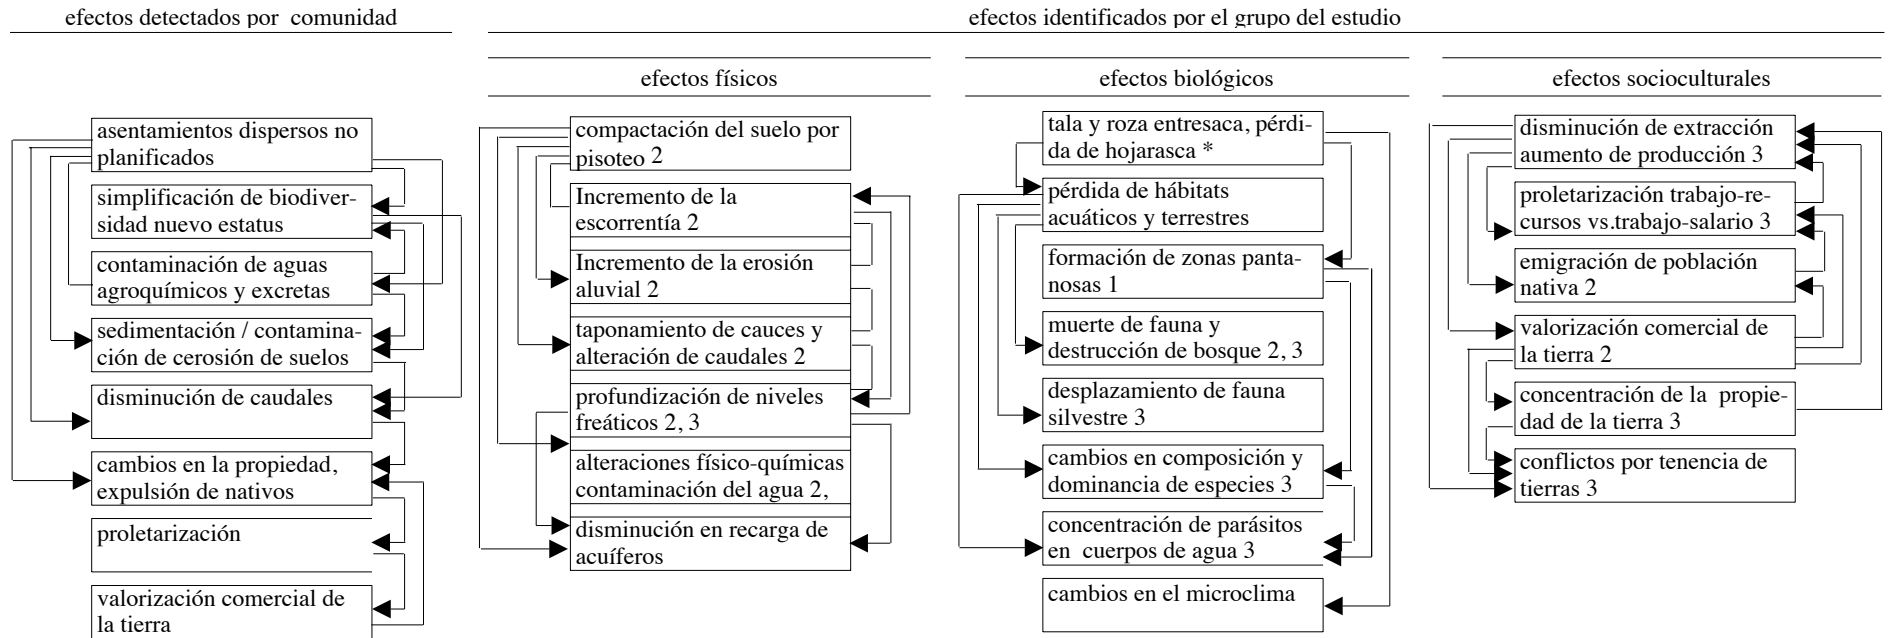 efectos detectados por comunidad
efectos identificados por el grupo del estudio
efectos físicos
efectos biológicos
efectos socioculturales
asentamientos dispersos no
planificados
simplificación de biodiver-
sidad nuevo estatus
contaminación de aguas
agroquímicos y excretas
sedimentación / contamina-
ción de cerosión de suelos
disminución de caudales
cambios en la propiedad,
expulsión de nativos
proletarización
valorización comercial de
la tierra
compactación del suelo por
pisoteo 2
Incremento de la
escorrentía 2
Incremento de la erosión
aluvial 2
taponamiento de cauces y
alteración de caudales 2
profundización de niveles
freáticos 2, 3
alteraciones físico-químicas
contaminación del agua 2,
disminución en recarga de
acuíferos
tala y roza entresaca, pérdi-
da de hojarasca *
pérdida de hábitats
acuáticos y terrestres
formación de zonas panta-
nosas 1
muerte de fauna y
destrucción de bosque 2, 3
desplazamiento de fauna
silvestre 3
cambios en composición y
dominancia de especies 3
concentración de parásitos
en cuerpos de agua 3
cambios en el microclima
disminución de extracción
aumento de producción 3
proletarización trabajo-re-
cursos vs.trabajo-salario 3
emigración de población
nativa 2
valorización comercial de
la tierra 2
concentración de la propie-
dad de la tierra 3
conflictos por tenencia de
tierras 3